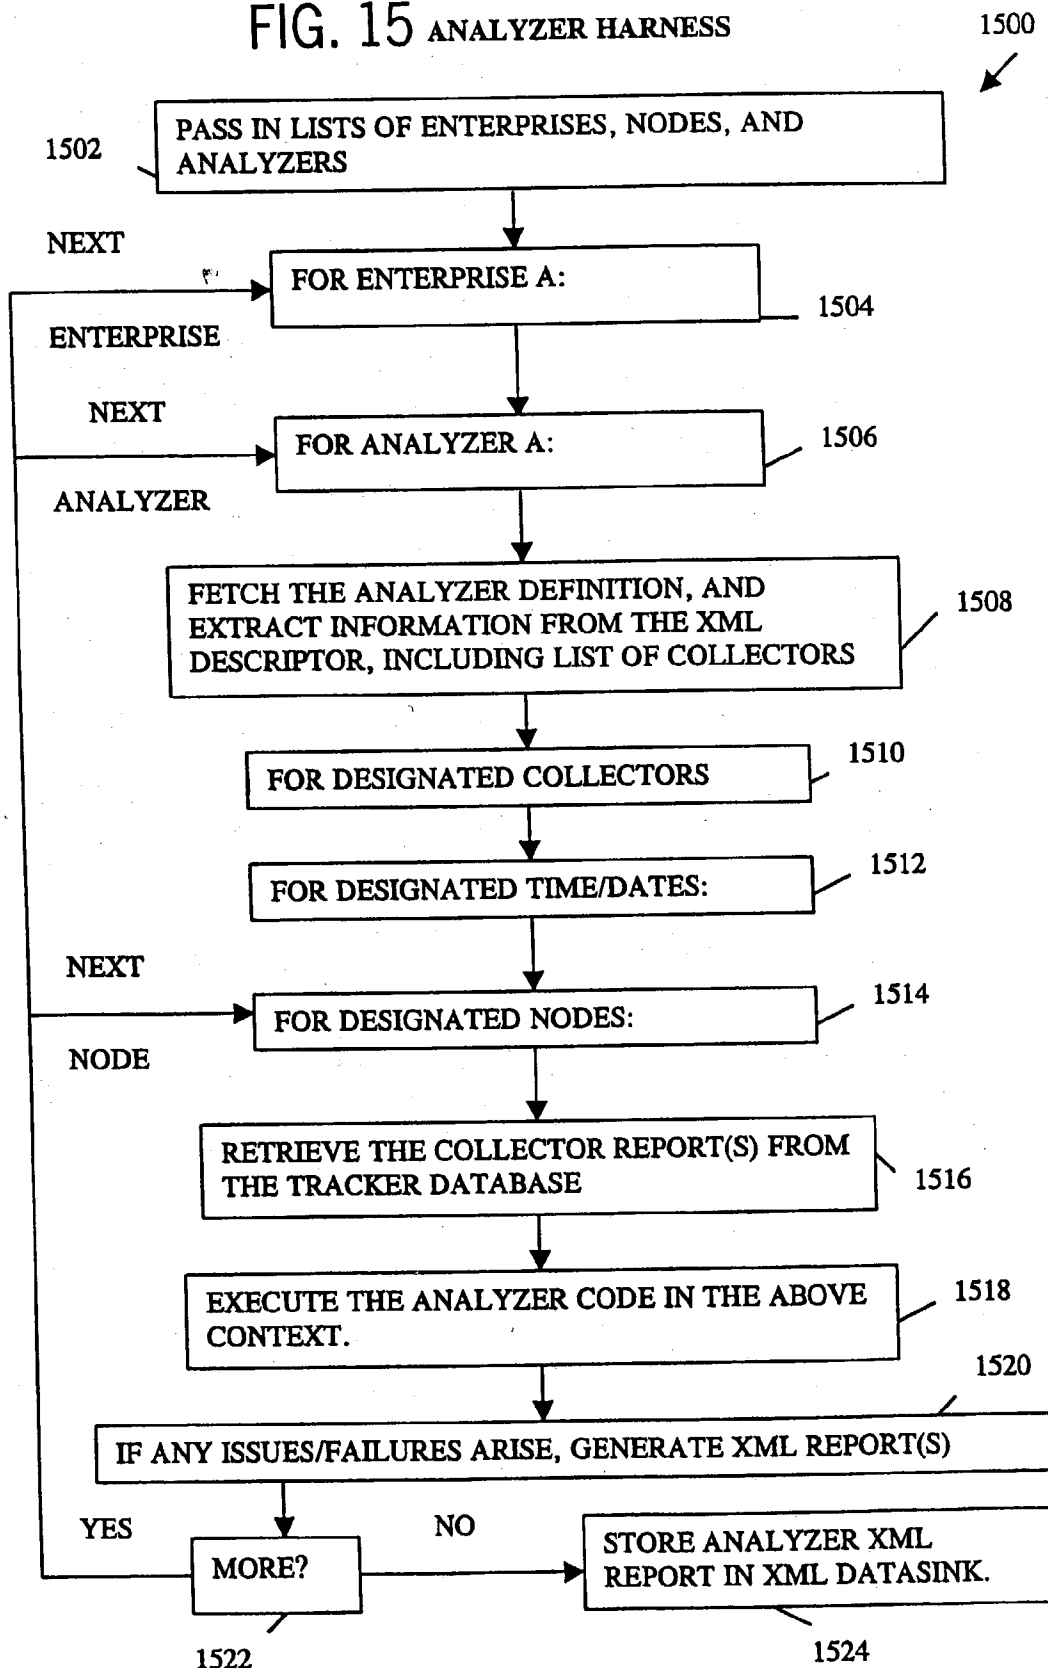 FIG. 15 ANALYZER HARNESS
1500
PASS IN LISTS OF ENTERPRISES, NODES, AND
ANALYZERS
1502
NEXT
ENTERPRISE
FOR ENTERPRISE A:
1504
NEXT
ANALYZER
FOR ANALYZER A:
1506
FETCH THE ANALYZER DEFINITION, AND
EXTRACT INFORMATION FROM THE XML
DESCRIPTOR, INCLUDING LIST OF COLLECTORS
1508
FOR DESIGNATED COLLECTORS
1510
FOR DESIGNATED TIME/DATES:
1512
NEXT
NODE
FOR DESIGNATED NODES:
1514
RETRIEVE THE COLLECTOR REPORT(S) FROM
THE TRACKER DATABASE
1516
EXECUTE THE ANALYZER CODE IN THE ABOVE
CONTEXT.
1518
1520
IF ANY ISSUES/FAILURES ARISE, GENERATE XML REPORT(S)
YES
MORE?
NO
1522
STORE ANALYZER XML
REPORT IN XML DATASINK.
1524